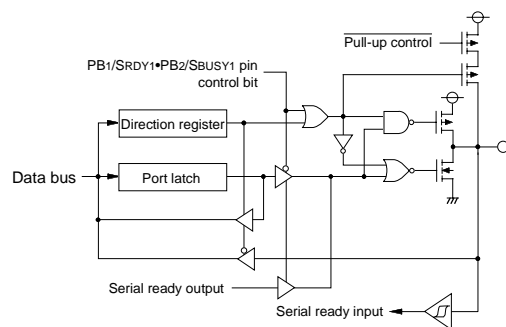 Pull-up control
PB1/SRDY1•PB2/SBUSY1 pin
control bit
Direction register
Data bus
Port latch
Serial ready output
Serial ready input